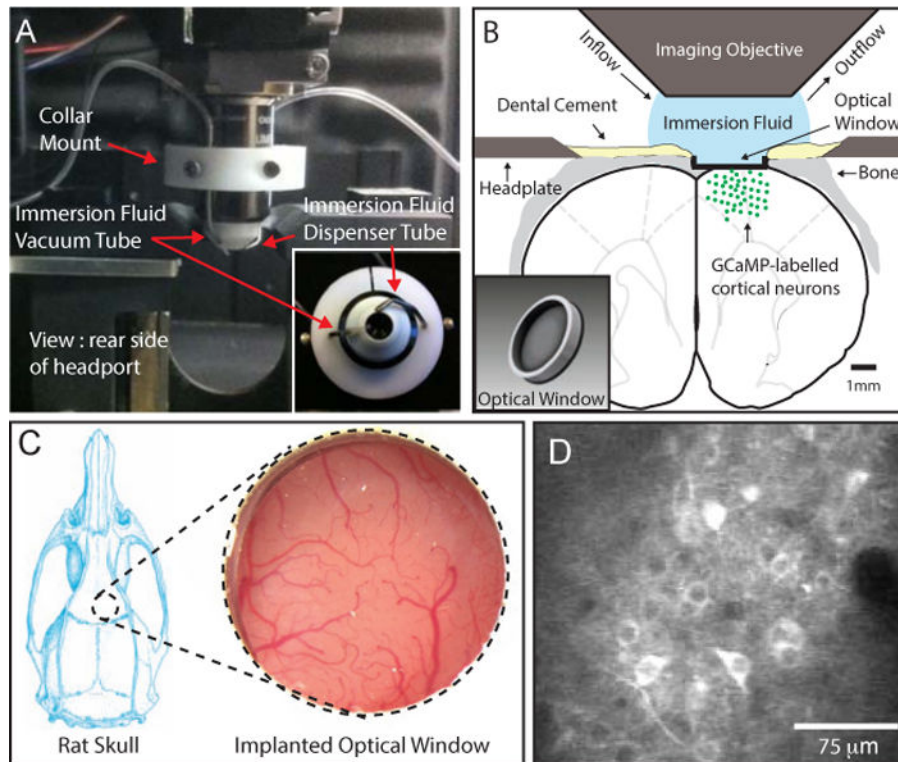 A
Collar
Mount
Immersion Fluid
Vacuum Tube
Immersion Fluid
Dispenser Tube
View : rear side
of headport
B
Imaging Objective
Inflow
Outflow
Dental Cement
Immersion Fluid
Optical
Window
Headplate
Bone
GCaMP-labelled
cortical neurons
Optical Window
1mm
C
Rat Skull
Implanted Optical Window
D
75 μm